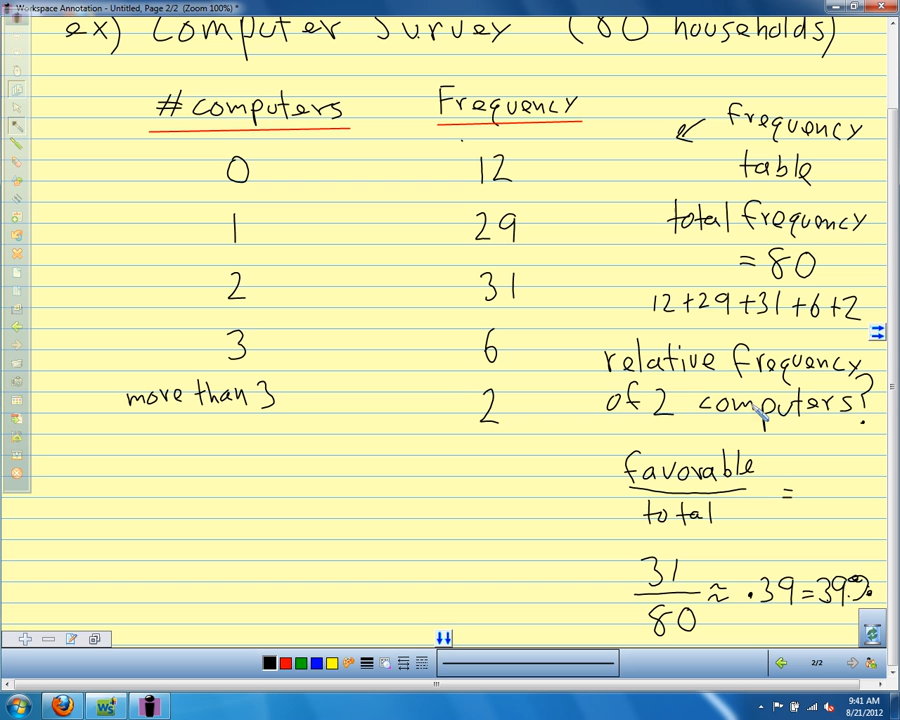 Workspace Annotation - Untitled, Page 2/2 (Zoom 100%) *
ex) Computer Survey (80 households)
# computers Frequency
0 12
1 29
2 31
3 6
more than 3 2
frequency
table
total frequency
= 80
12+29+31+6+2
relative frequency
of 2 computers?
favorable
total
=
31
80
≈ .39 = 39%
2/2
9:41 AM
8/21/2012